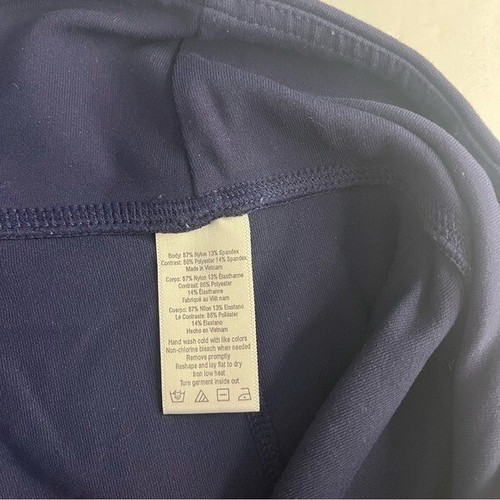 Body: 87% Nylon 13% Spandex
Contrast: 86% Polyester 14% Spandex
Made in Vietnam
Corps: 87% Nylon 13% Élasthanne
Contrast: 86% Polyester
14% Élasthanne
Fabriqué au Viêt nam
Cuerpo: 87% Nilon 13% Elastano
Le Contraste: 86% Poliéster
14% Elastano
Hecho en Vietnam
Hand wash cold with like colors
Non-chlorine bleach when needed
Remove promptly
Reshape and lay flat to dry
Iron low heat
Turn garment inside out